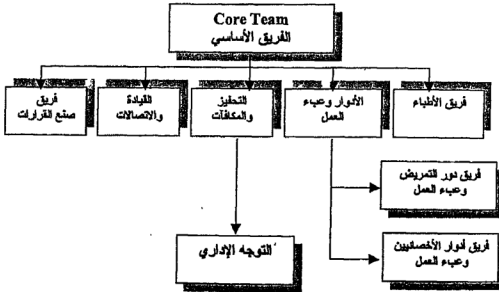 Core Team
الفريق الأساسي
فريق الأطباء
الأدوار وعبء
العمل
التحفيز
والمكافآت
القيادة
والاتصالات
فريق
صنع القرارات
فريق دور التمريض
وعبء العمل
التوجه الإداري
فريق أدوار الأخصائيين
وعبء العمل